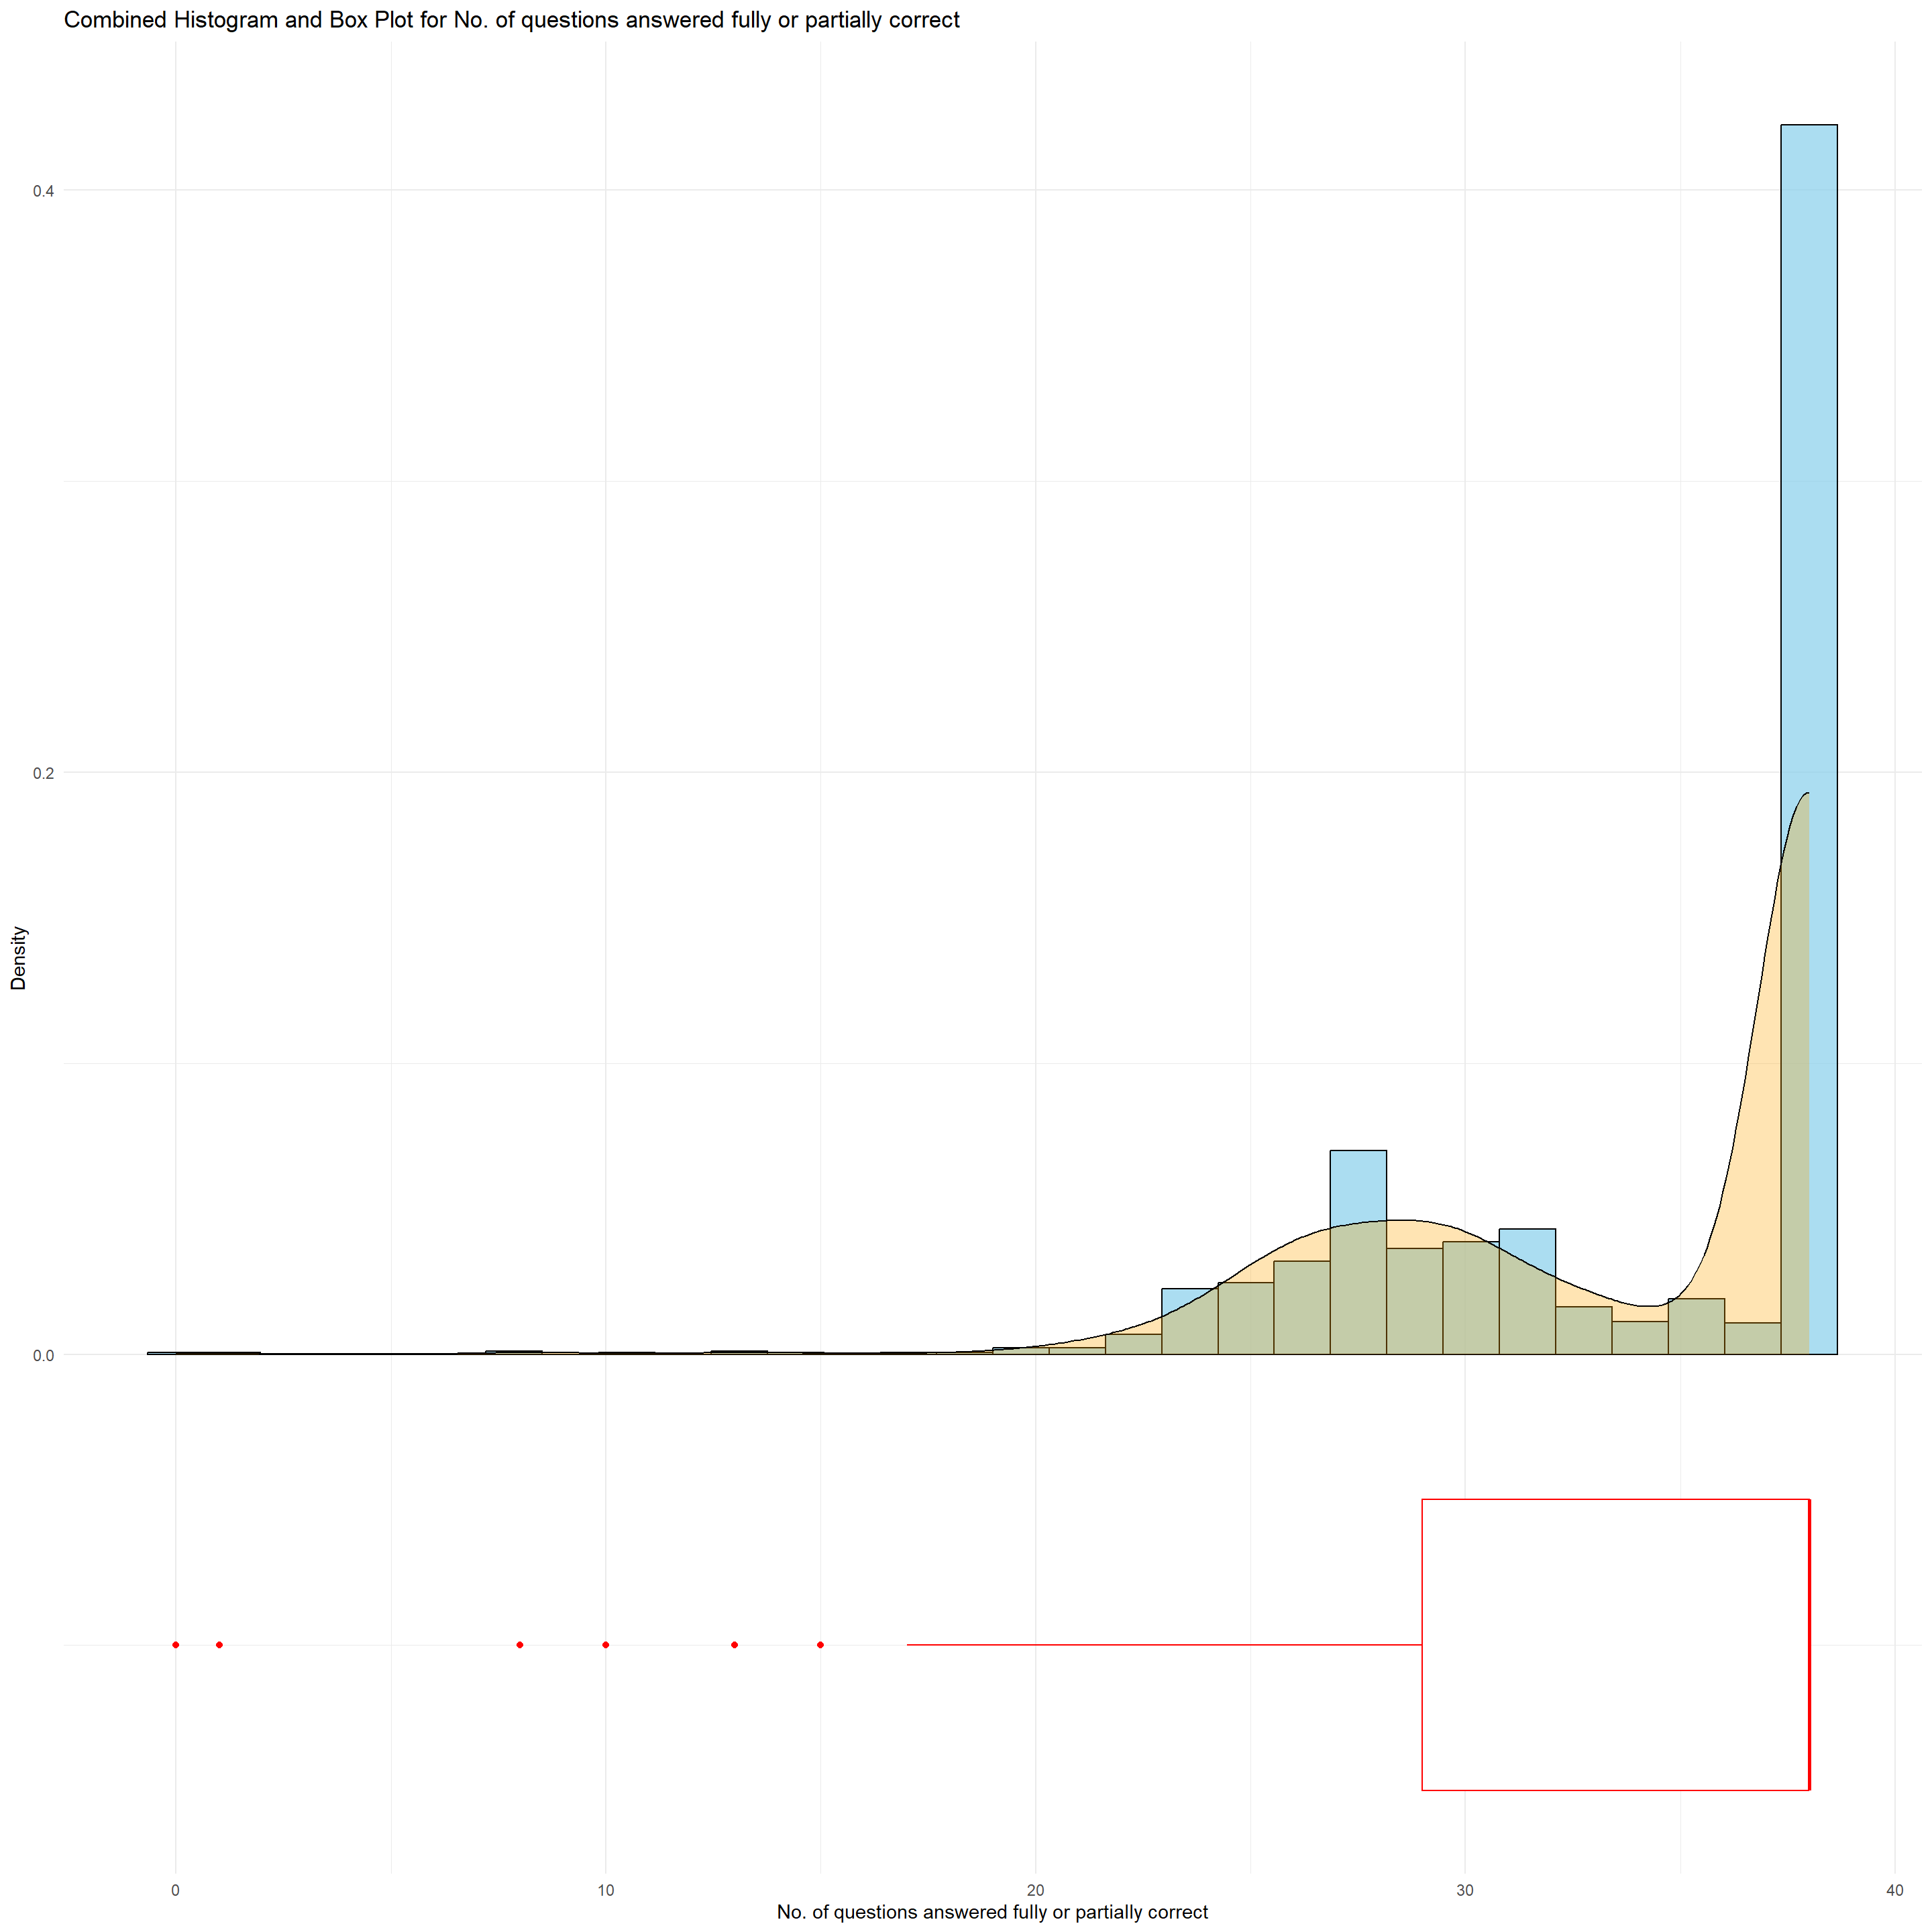 Combined Histogram and Box Plot for No. of questions answered fully or partially correct
0.4
0.2
0.0
Density
0 10 20 30 40
No. of questions answered fully or partially correct